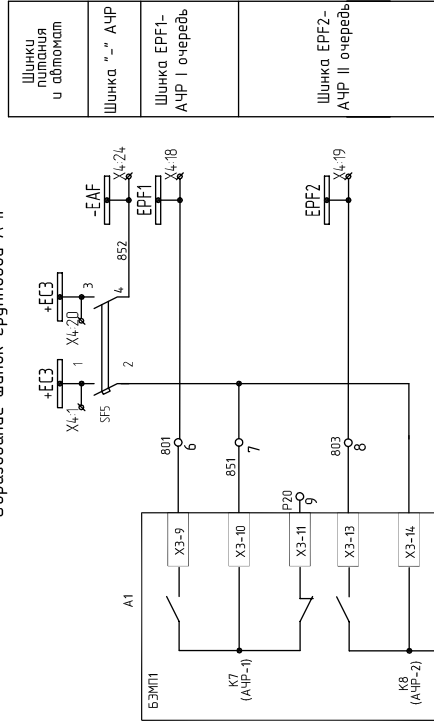 Образование шинок групповой АЧР
Шинки
питания
и автомат
Шинка "-" АЧР
Шинка EPF1-
АЧР I очередь
Шинка EPF2-
АЧР II очередь
+EC3
X4:1
1
2
SF5
+EC3
X4:20
3
4
852
-EAF
X4:24
EPF1
X4:18
EPF2
X4:19
801
6
851
7
P20
9
803
8
A1
БЭМП1
X3-9
X3-10
X3-11
X3-13
X3-14
K7
(АЧР-1)
K8
(АЧР-2)